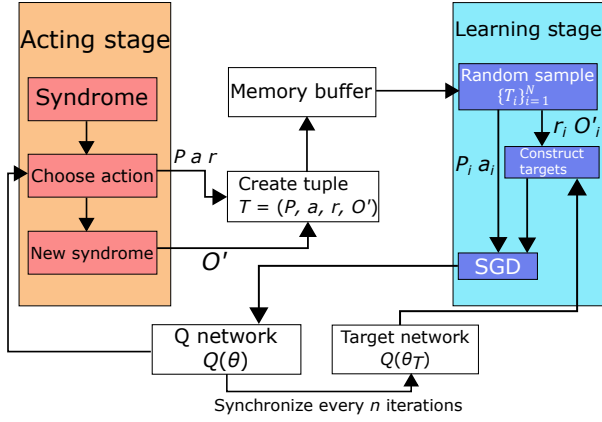 Acting stage
Syndrome
Choose action
New syndrome
P a r
O'
Memory buffer
Create tuple
T = (P, a, r, O')
Learning stage
Random sample
{T_i}_{i=1}^N
r_i O'_i
P_i a_i
Construct
targets
SGD
Q network
Q(θ)
Target network
Q(θ_T)
Synchronize every n iterations